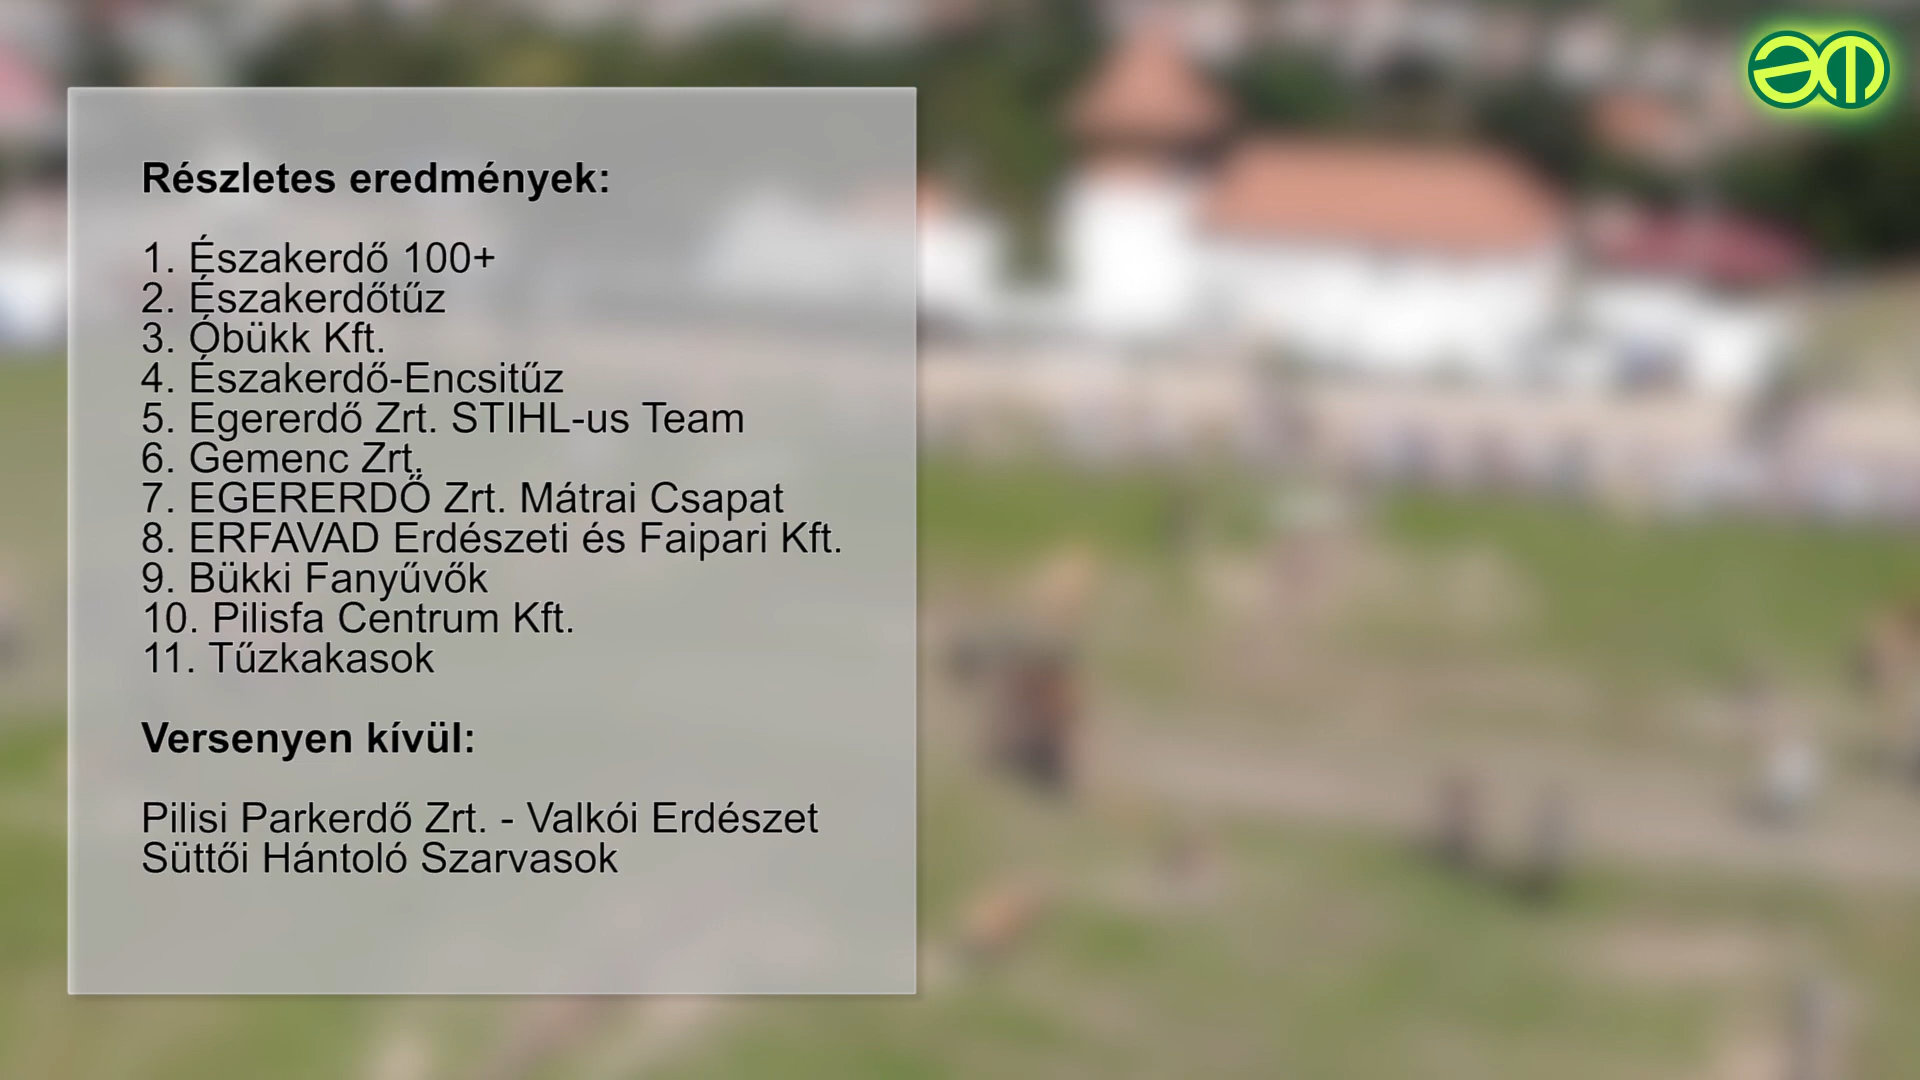 Részletes eredmények:
1. Északerdő 100+
2. Északerdőtűz
3. Óbükk Kft.
4. Északerdő-Encsitűz
5. Egererdő Zrt. STIHL-us Team
6. Gemenc Zrt.
7. EGERERDŐ Zrt. Mátrai Csapat
8. ERFAVAD Erdészeti és Faipari Kft.
9. Bükki Fanyűvők
10. Pilisfa Centrum Kft.
11. Tűzkakasok
Versenyen kívül:
Pilisi Parkerdő Zrt. - Valkói Erdészet
Süttői Hántoló Szarvasok